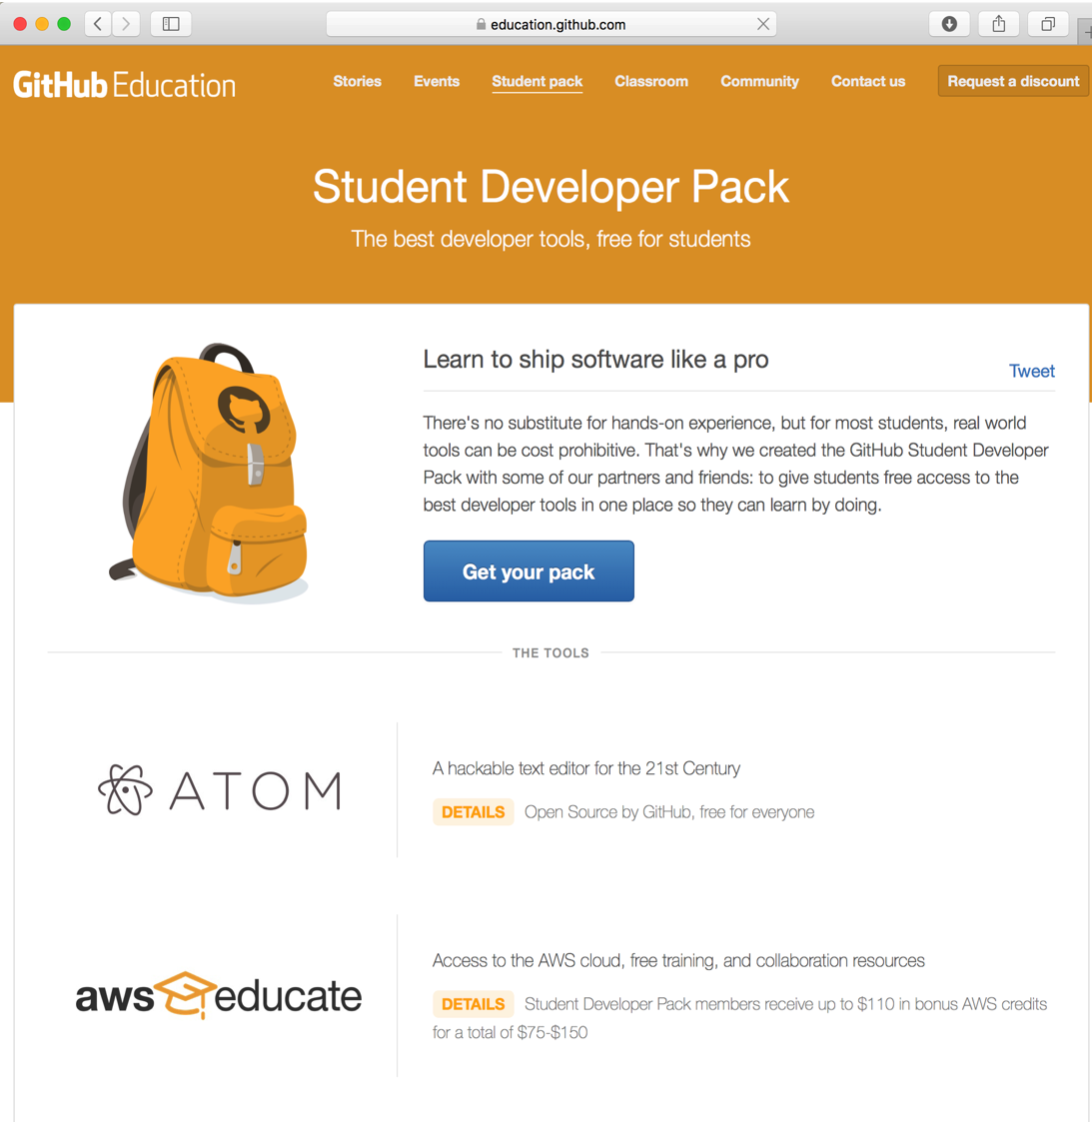 education.github.com
GitHub Education
Stories Events Student pack Classroom Community Contact us Request a discount
Student Developer Pack
The best developer tools, free for students
Learn to ship software like a pro
Tweet
There's no substitute for hands-on experience, but for most students, real world
tools can be cost prohibitive. That's why we created the GitHub Student Developer
Pack with some of our partners and friends: to give students free access to the
best developer tools in one place so they can learn by doing.
Get your pack
THE TOOLS
ATOM
A hackable text editor for the 21st Century
DETAILS Open Source by GitHub, free for everyone
aws educate
Access to the AWS cloud, free training, and collaboration resources
DETAILS Student Developer Pack members receive up to $110 in bonus AWS credits
for a total of $75-$150